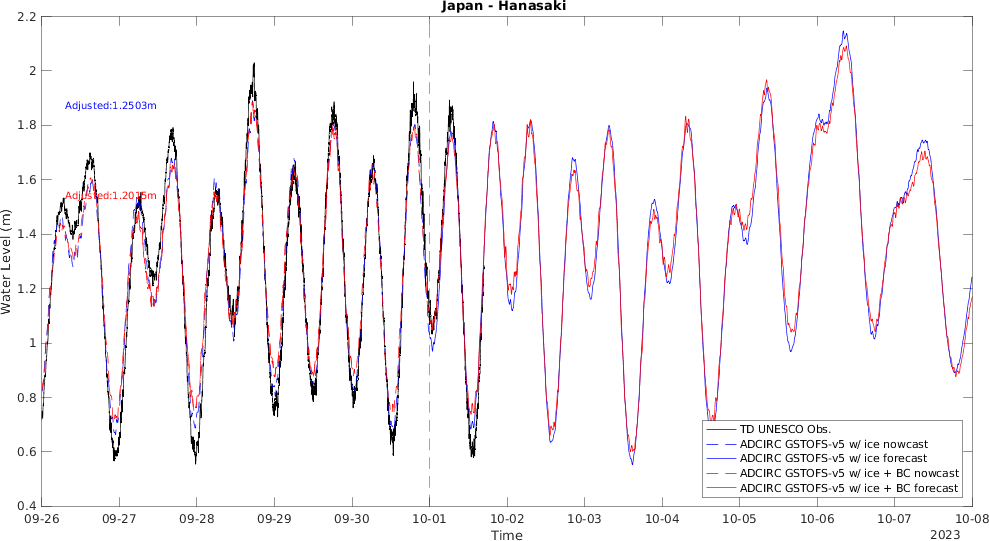 Japan - Hanasaki
2.2
2
1.8
1.6
1.4
1.2
1
0.8
0.6
0.4
Water Level (m)
Adjusted:1.2503m
Adjusted:1.2015m
TD UNESCO Obs.
ADCIRC GSTOFS-v5 w/ ice nowcast
ADCIRC GSTOFS-v5 w/ ice forecast
ADCIRC GSTOFS-v5 w/ ice + BC nowcast
ADCIRC GSTOFS-v5 w/ ice + BC forecast
09-26 09-27 09-28 09-29 09-30 10-01 10-02 10-03 10-04 10-05 10-06 10-07 10-08
Time
2023